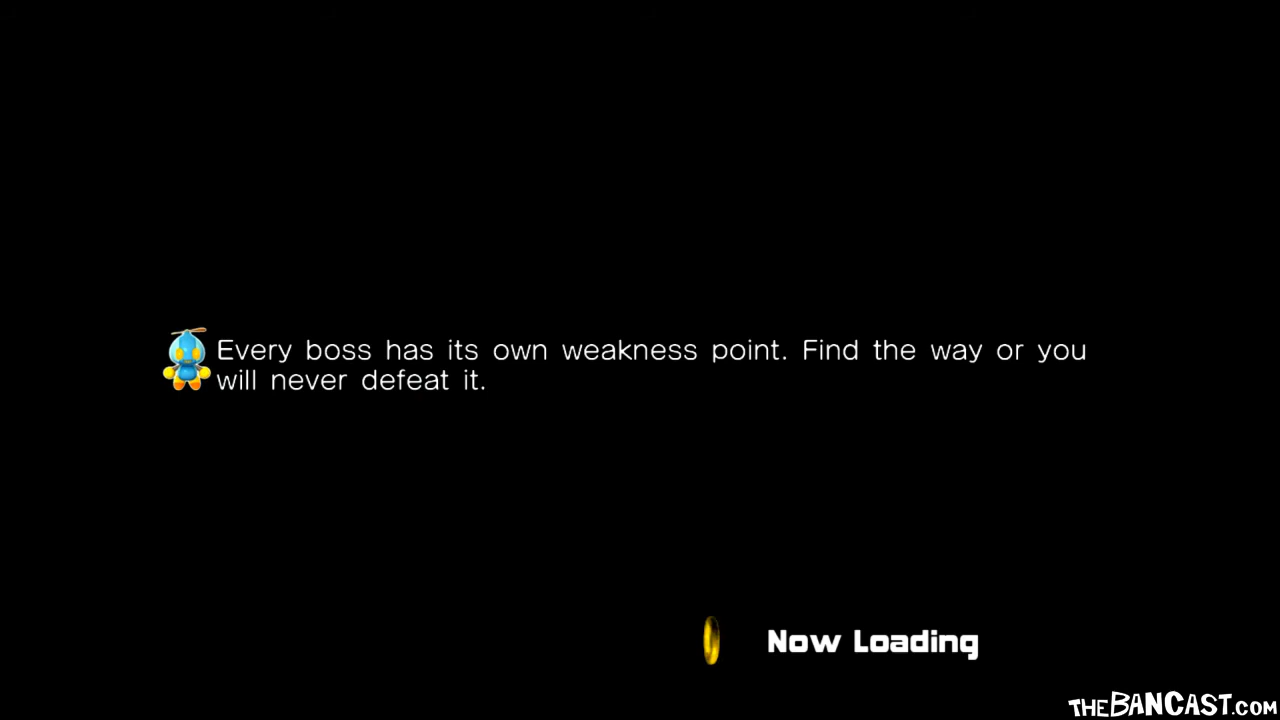 Every boss has its own weakness point. Find the way or you
will never defeat it.
Now Loading
THEBANCAST.COM